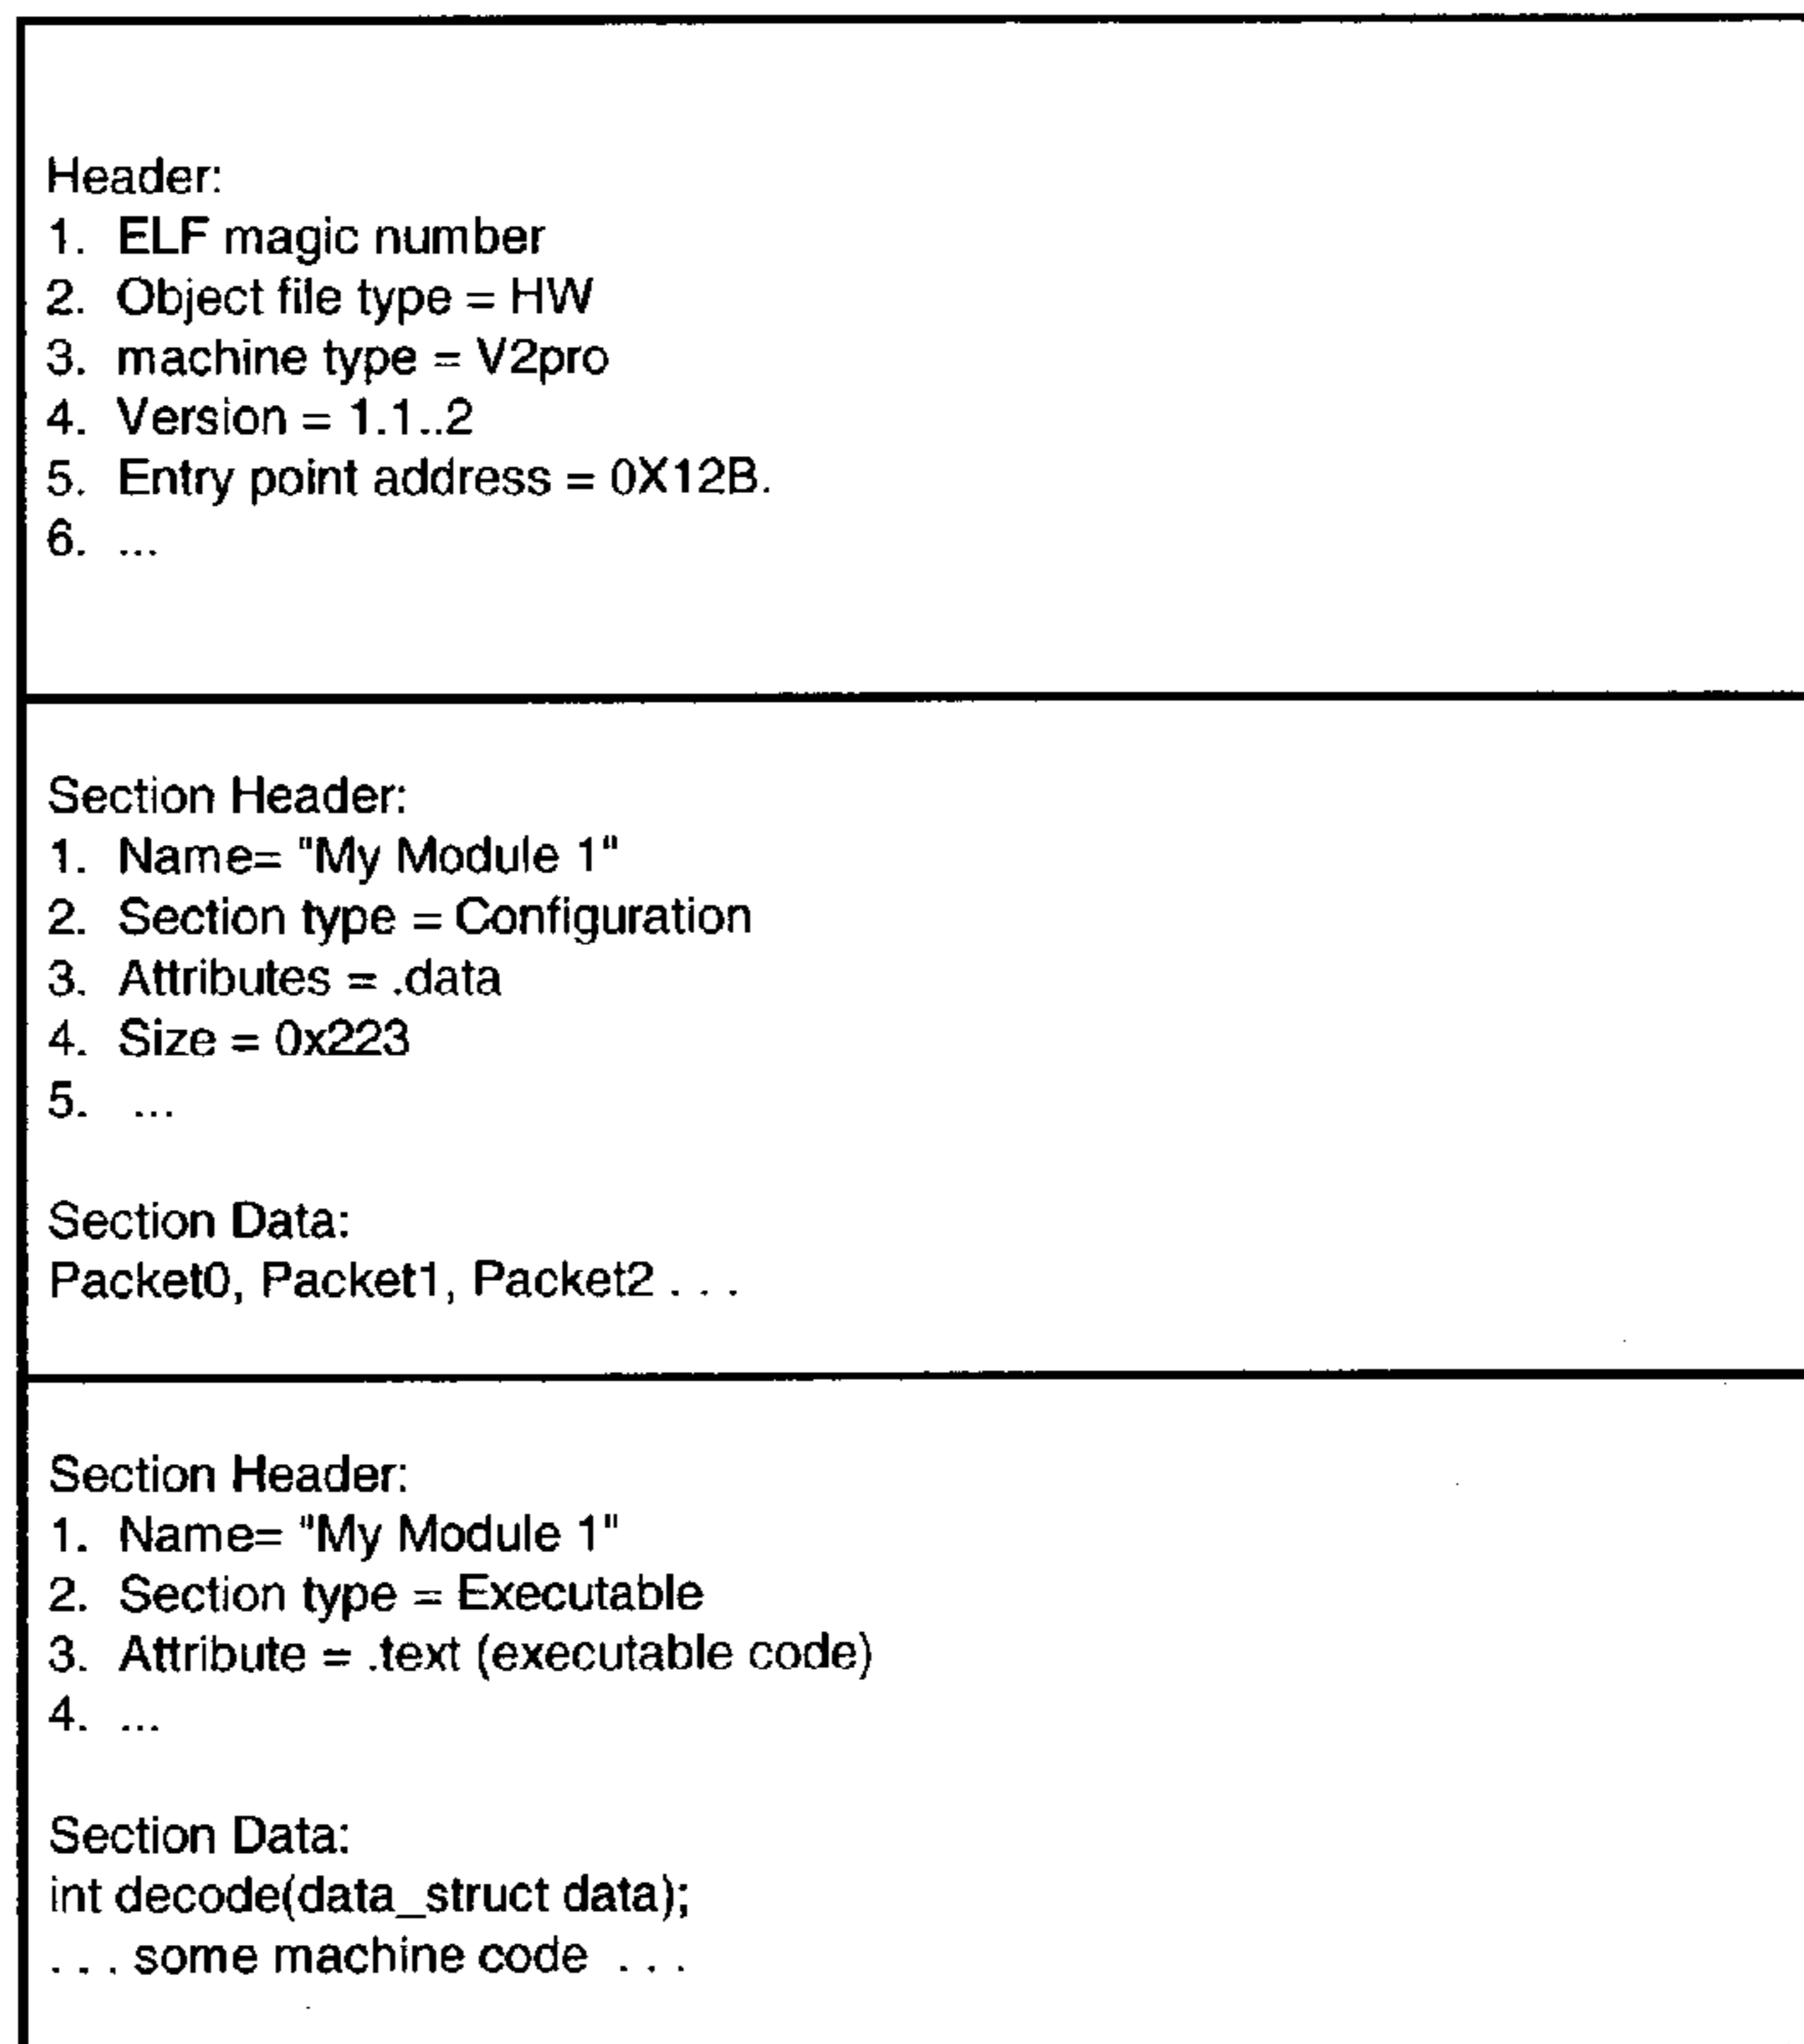 Header:
1. ELF magic number
2. Object file type = HW
3. machine type = V2pro
4. Version = 1.1..2
5. Entry point address = 0X12B.
6. ...
Section Header:
1. Name= "My Module 1"
2. Section type = Configuration
3. Attributes = .data
4. Size = 0x223
5. ...
Section Data:
Packet0, Packet1, Packet2 . . .
Section Header:
1. Name= "My Module 1"
2. Section type = Executable
3. Attribute = .text (executable code)
4. ...
Section Data:
int decode(data_struct data);
. . . some machine code . . .